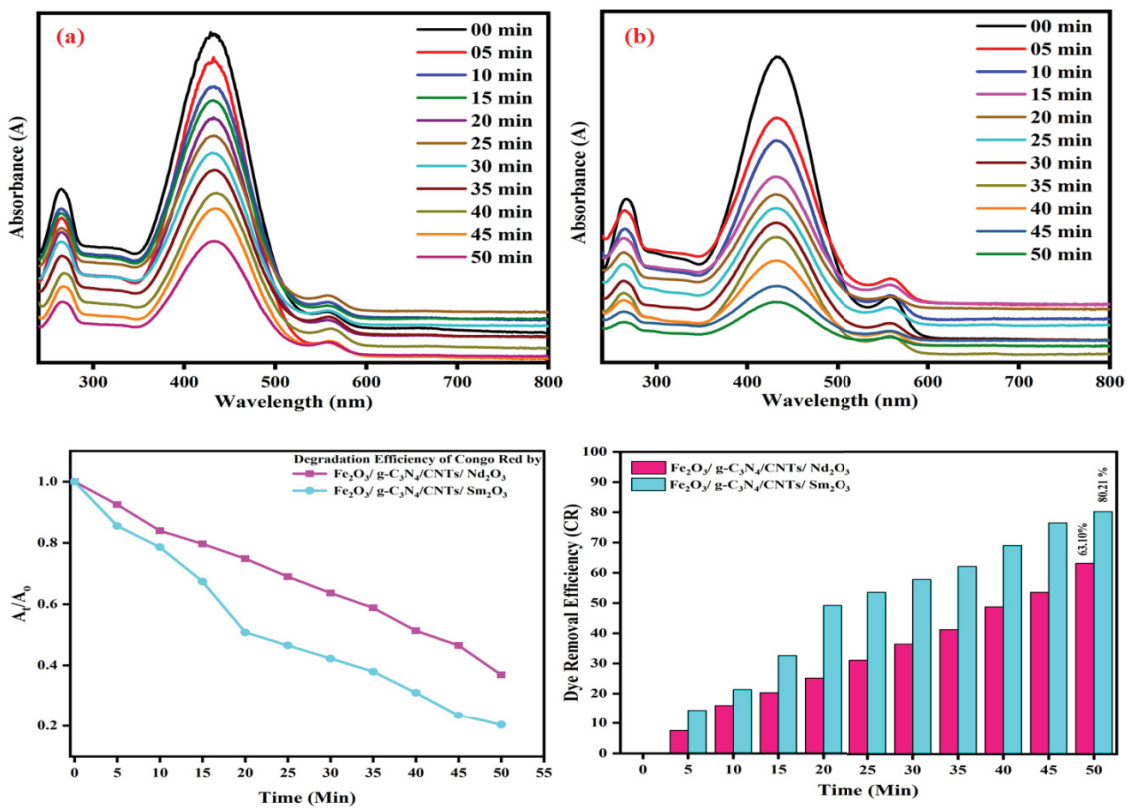 (a)
00 min
05 min
10 min
15 min
20 min
25 min
30 min
35 min
40 min
45 min
50 min
Absorbance (A)
300 400 500 600 700 800
Wavelength (nm)
(b)
00 min
05 min
10 min
15 min
20 min
25 min
30 min
35 min
40 min
45 min
50 min
Absorbance (A)
300 400 500 600 700 800
Wavelength (nm)
Degradation Efficiency of Congo Red by
Fe₂O₃/ g-C₃N₄/CNTs/ Nd₂O₃
Fe₂O₃/ g-C₃N₄/CNTs/ Sm₂O₃
1.0
0.8
0.6
0.4
0.2
Aₜ/A₀
0 5 10 15 20 25 30 35 40 45 50 55
Time (Min)
Fe₂O₃/ g-C₃N₄/CNTs/ Nd₂O₃
Fe₂O₃/ g-C₃N₄/CNTs/ Sm₂O₃
63.10%
80.21 %
100
90
80
70
60
50
40
30
20
10
0
Dye Removal Efficiency (CR)
0 5 10 15 20 25 30 35 40 45 50
Time (Min)